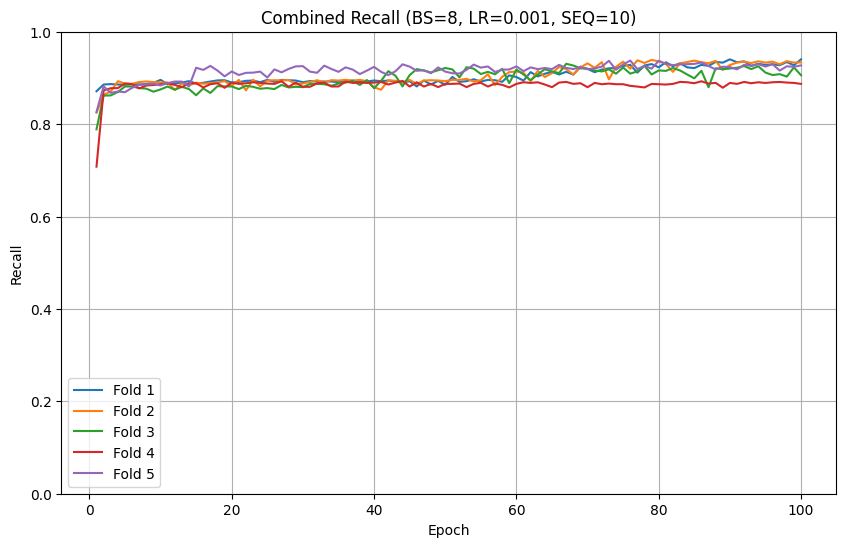 Combined Recall (BS=8, LR=0.001, SEQ=10)
1.0
0.8
0.6
0.4
0.2
0.0
Recall
Fold 1
Fold 2
Fold 3
Fold 4
Fold 5
0 20 40 60 80 100
Epoch